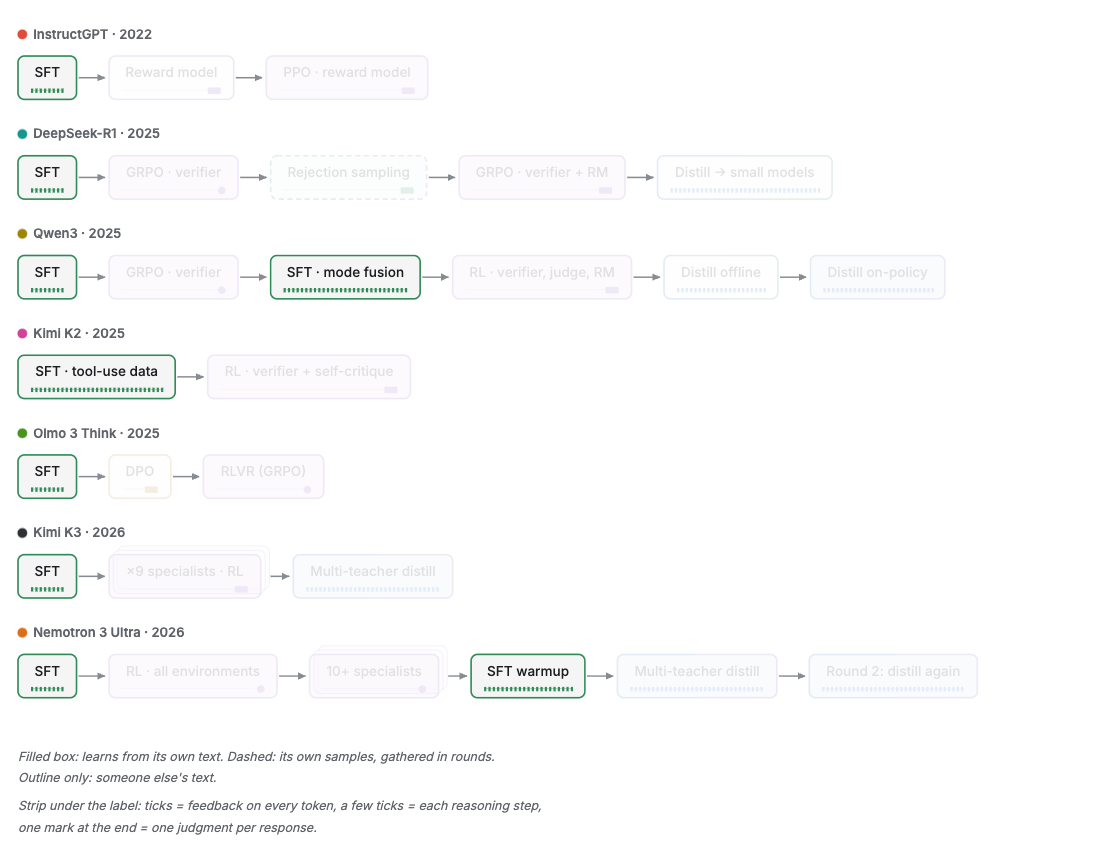 InstructGPT · 2022
SFT
Reward model
PPO · reward model
DeepSeek-R1 · 2025
SFT
GRPO · verifier
Rejection sampling
GRPO · verifier + RM
Distill → small models
Qwen3 · 2025
SFT
GRPO · verifier
SFT · mode fusion
RL · verifier, judge, RM
Distill offline
Distill on-policy
Kimi K2 · 2025
SFT · tool-use data
RL · verifier + self-critique
Olmo 3 Think · 2025
SFT
DPO
RLVR (GRPO)
Kimi K3 · 2026
SFT
×9 specialists · RL
Multi-teacher distill
Nemotron 3 Ultra · 2026
SFT
RL · all environments
10+ specialists
SFT warmup
Multi-teacher distill
Round 2: distill again
Filled box: learns from its own text. Dashed: its own samples, gathered in rounds.
Outline only: someone else's text.
Strip under the label: ticks = feedback on every token, a few ticks = each reasoning step,
one mark at the end = one judgment per response.